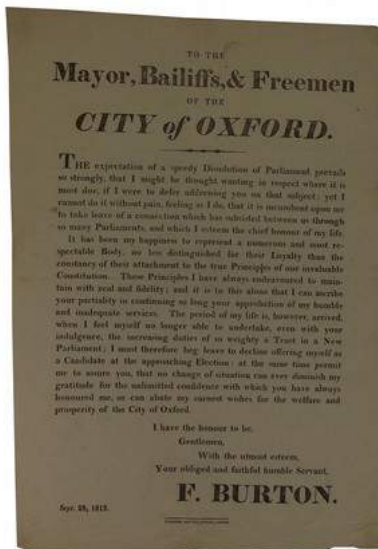 TO THE
Mayor, Bailiffs, & Freemen
OF THE
CITY of OXFORD.
THE expectation of a speedy Dissolution of Parliament prevails
so strongly, that I might be thought wanting in respect where it is
most due, if I were to defer addressing you on that subject; yet I
cannot do it without pain, feeling as I do, that it is incumbent upon me
to take leave of a connection which has subsisted between us through
so many Parliaments, and which I esteem the chief honour of my life.
It has been my happiness to represent a numerous and most re-
spectable Body, no less distinguished for their Loyalty than the
constancy of their attachment to the true Principles of our invaluable
Constitution. These Principles I have always endeavoured to main-
tain with zeal and fidelity; and it is to this alone that I can ascribe
your partiality in continuing so long your approbation of my humble
and inadequate services. The period of my life is, however, arrived,
when I feel myself no longer able to undertake, even with your
indulgence, the increasing duties of so weighty a Trust in a New
Parliament; I must therefore beg leave to decline offering myself as
a Candidate at the approaching Election; at the same time permit
me to assure you, that no change of situation can ever diminish my
gratitude for the unlimited confidence with which you have always
honoured me, or can abate my earnest wishes for the welfare and
prosperity of the City of Oxford.
I have the honour to be,
Gentlemen,
With the utmost esteem,
Your obliged and faithful humble Servant,
F. BURTON.
Sept. 28, 1812.